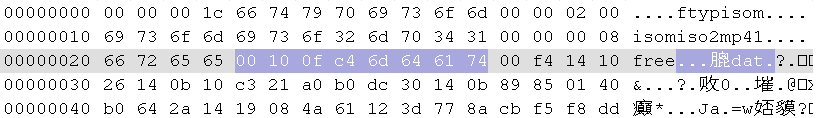 00000000 00 00 00 1c 66 74 79 70 69 73 6f 6d 00 00 02 00 ....ftypisom....
00000010 69 73 6f 6d 69 73 6f 32 6d 70 34 31 00 00 00 08 isomiso2mp41....
00000020 66 72 65 65 00 10 0f c4 6d 64 61 74 00 f4 14 10 free...膍dat.?.□□
00000030 26 14 0b 10 c3 21 a0 b0 dc 30 14 0b 89 85 01 40 &...?.攺0..墔.@□x
00000040 b0 64 2a 14 19 08 4a 61 12 3d 77 8a cb f5 f8 dd 癲*...Ja.=w娝貘?□